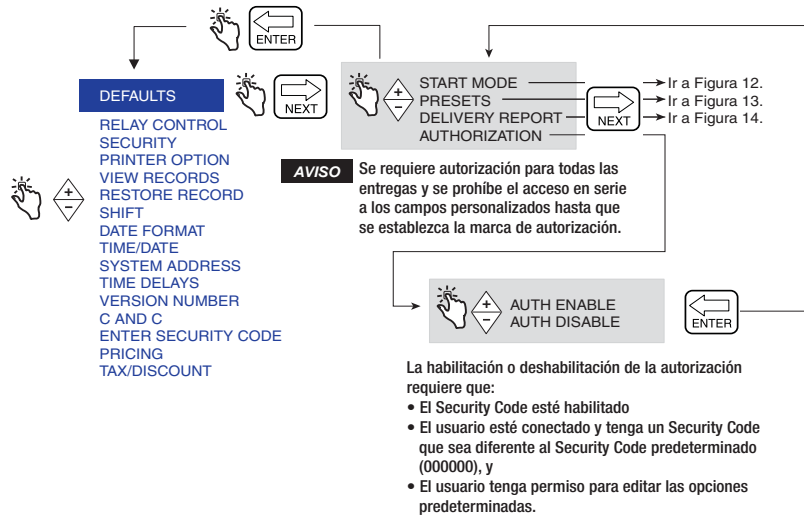 ENTER
DEFAULTS
RELAY CONTROL
SECURITY
PRINTER OPTION
VIEW RECORDS
RESTORE RECORD
SHIFT
DATE FORMAT
TIME/DATE
SYSTEM ADDRESS
TIME DELAYS
VERSION NUMBER
C AND C
ENTER SECURITY CODE
PRICING
TAX/DISCOUNT
+
−
NEXT
+
−
START MODE
PRESETS
DELIVERY REPORT
AUTHORIZATION
NEXT
Ir a Figura 12.
Ir a Figura 13.
Ir a Figura 14.
AVISO
Se requiere autorización para todas las
entregas y se prohíbe el acceso en serie
a los campos personalizados hasta que
se establezca la marca de autorización.
+
−
AUTH ENABLE
AUTH DISABLE
ENTER
La habilitación o deshabilitación de la autorización
requiere que:
• El Security Code esté habilitado
• El usuario esté conectado y tenga un Security Code
que sea diferente al Security Code predeterminado
(000000), y
• El usuario tenga permiso para editar las opciones
predeterminadas.